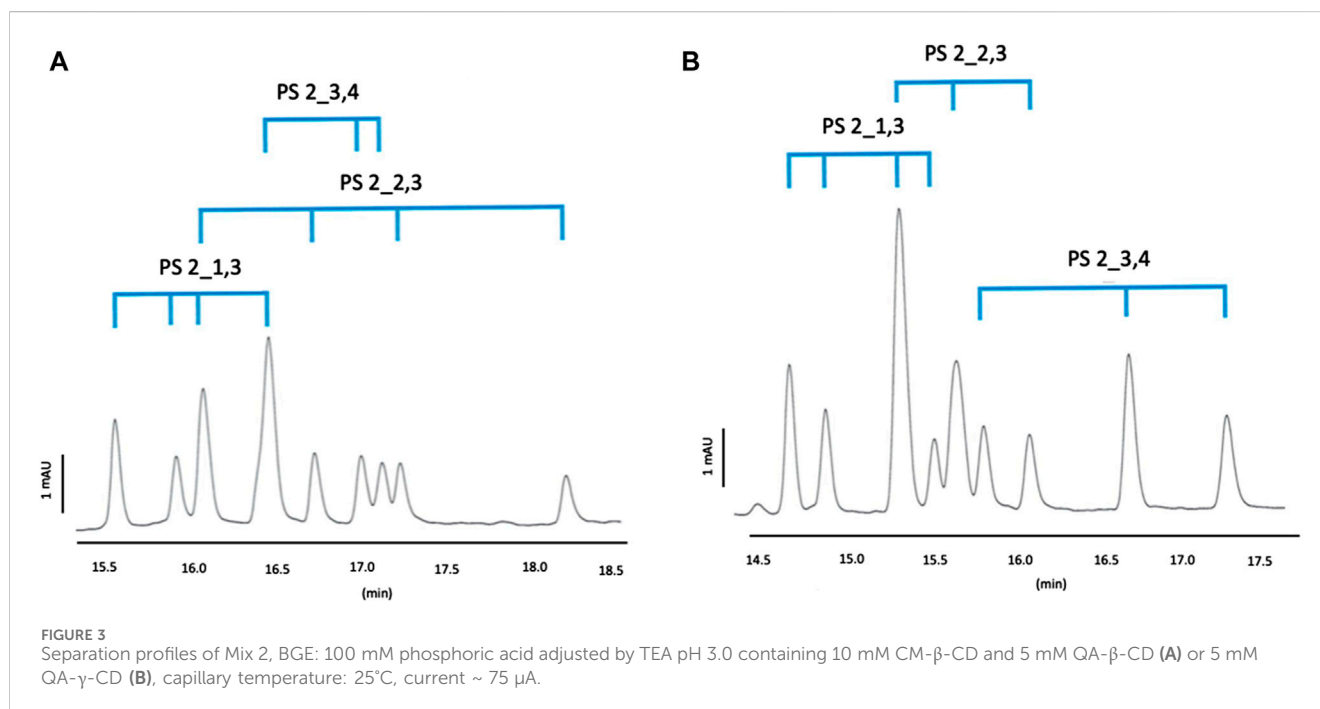 A
PS 2_3,4
PS 2_2,3
PS 2_1,3
1 mAU
15.5 16.0 16.5 17.0 17.5 18.0 18.5
(min)
B
PS 2_2,3
PS 2_1,3
PS 2_3,4
1 mAU
14.5 15.0 15.5 16.0 16.5 17.0 17.5
(min)
FIGURE 3
Separation profiles of Mix 2, BGE: 100 mM phosphoric acid adjusted by TEA pH 3.0 containing 10 mM CM-β-CD and 5 mM QA-β-CD (A) or 5 mM
QA-γ-CD (B), capillary temperature: 25°C, current ~ 75 μA.